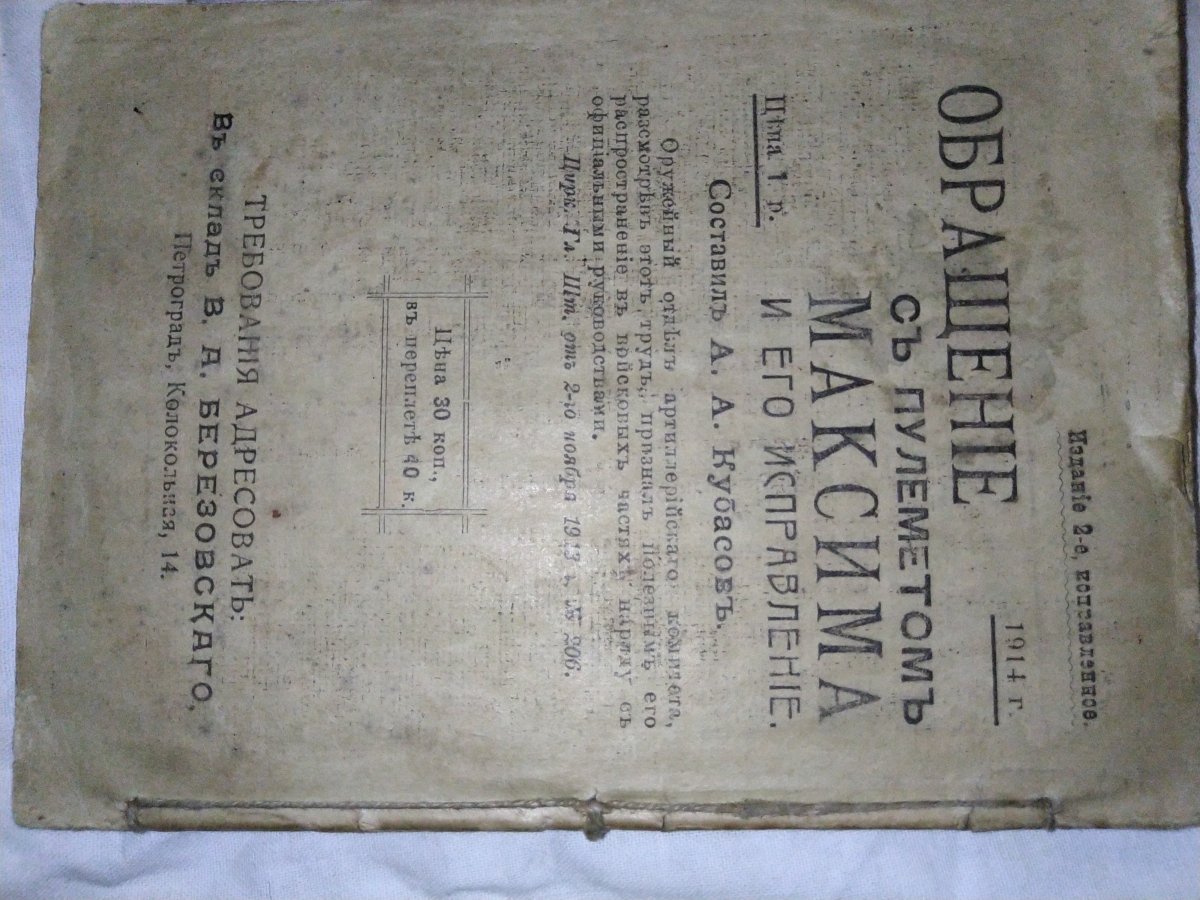 Изданіе 2-е, исправленное.
1914 г.
ОБРАЩЕНІЕ
СЪ ПУЛЕМЕТОМЪ
МАКСИМА
И ЕГО ИСПРАВЛЕНІЕ.
Цѣна 1 р.
Составилъ А. А. Кубасовъ.
Оружейный отдѣлъ артиллерійскаго комитета,
разсмотрѣвъ этотъ трудъ, призналъ полезнымъ его
распространеніе въ войсковыхъ частяхъ наряду съ
офиціальными руководствами.
Цирк. Гл. Шт. отъ 2-го ноября 1913 г. № 206.
Цѣна 30 коп.,
въ переплетѣ 40 к.
ТРЕБОВАНІЯ АДРЕСОВАТЬ:
Въ складъ В. А. БЕРЕЗОВСКАГО,
Петроградъ, Колокольная, 14.